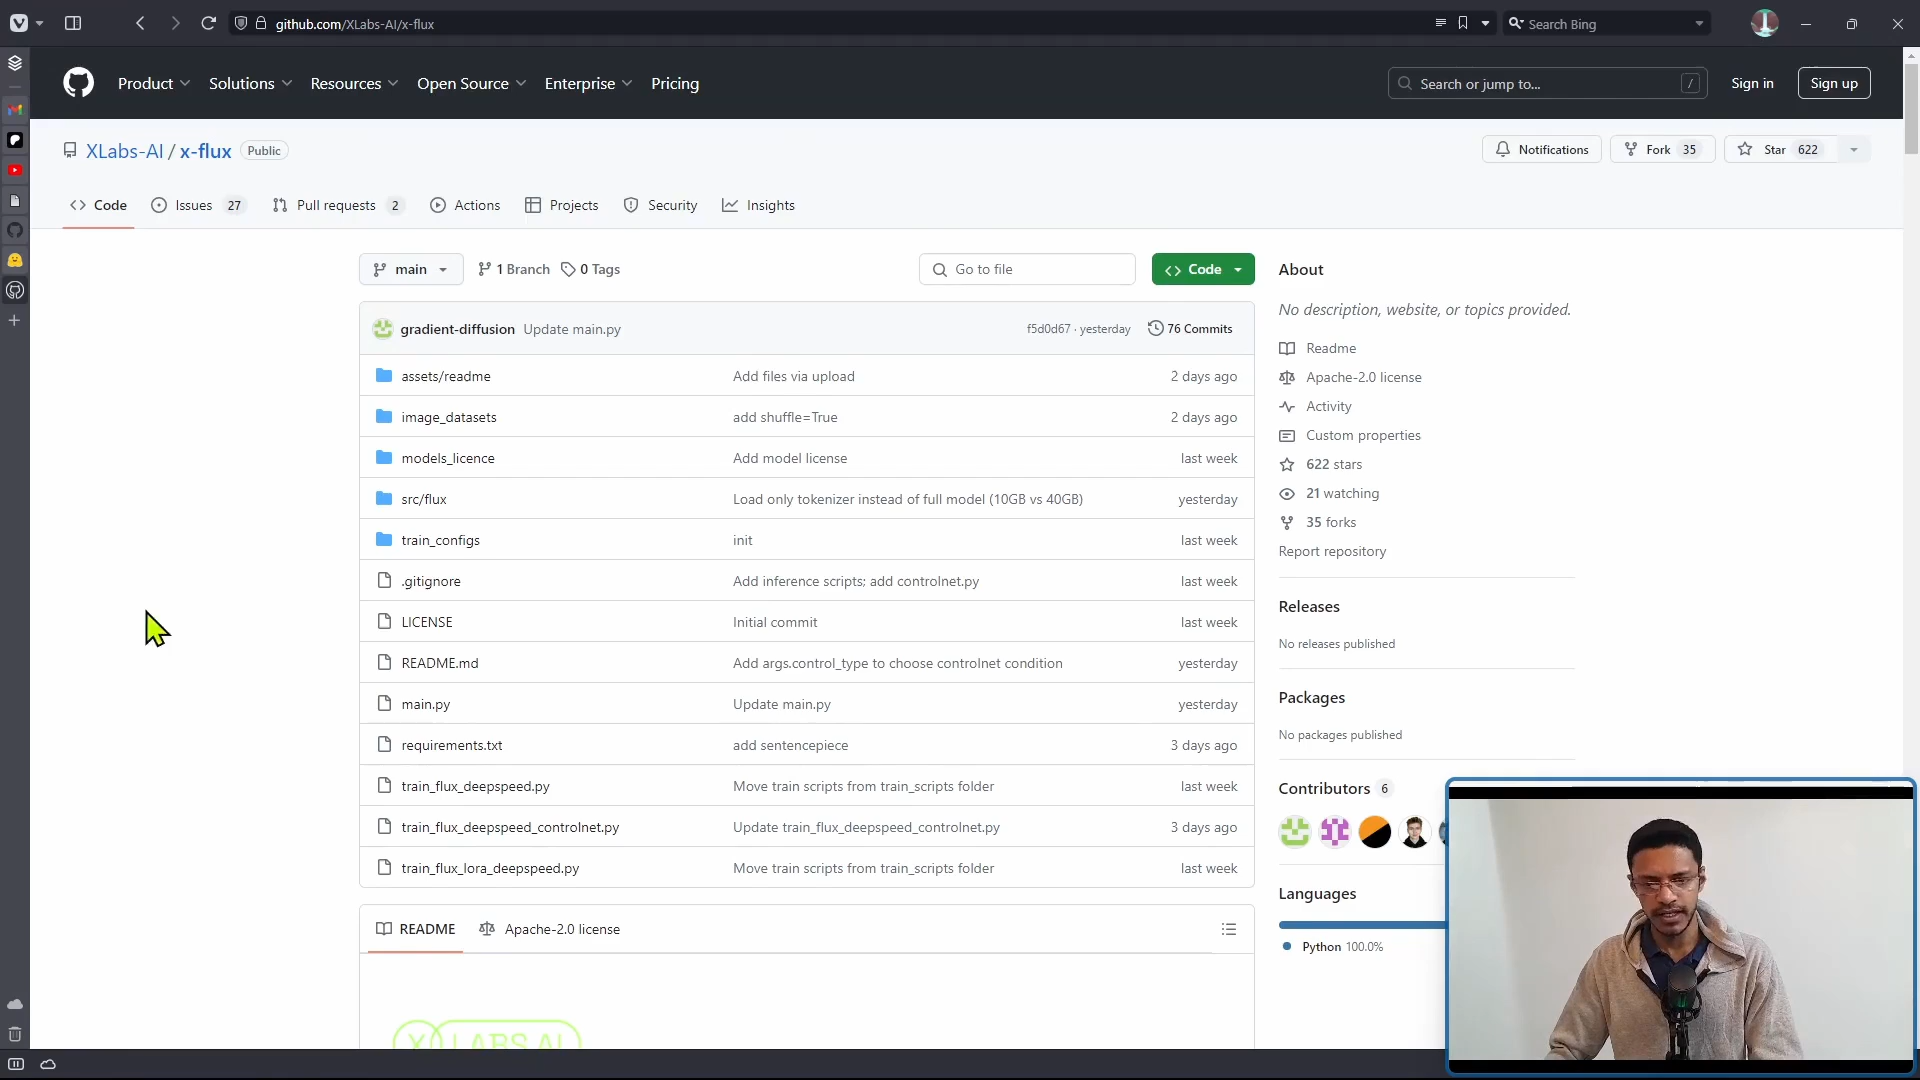 github.com/XLabs-AI/x-flux
Search Bing
Product
Solutions
Resources
Open Source
Enterprise
Pricing
Search or jump to...
/
Sign in
Sign up
XLabs-AI / x-flux
Public
Notifications
Fork 35
Star 622
Code
Issues 27
Pull requests 2
Actions
Projects
Security
Insights
main
1 Branch
0 Tags
Go to file
Code
gradient-diffusion Update main.py
f5d0d67 · yesterday
76 Commits
assets/readme Add files via upload 2 days ago
image_datasets add shuffle=True 2 days ago
models_licence Add model license last week
src/flux Load only tokenizer instead of full model (10GB vs 40GB) yesterday
train_configs init last week
.gitignore Add inference scripts; add controlnet.py last week
LICENSE Initial commit last week
README.md Add args.control_type to choose controlnet condition yesterday
main.py Update main.py yesterday
requirements.txt add sentencepiece 3 days ago
train_flux_deepspeed.py Move train scripts from train_scripts folder last week
train_flux_deepspeed_controlnet.py Update train_flux_deepspeed_controlnet.py 3 days ago
train_flux_lora_deepspeed.py Move train scripts from train_scripts folder last week
README
Apache-2.0 license
X LABS AI
About
No description, website, or topics provided.
Readme
Apache-2.0 license
Activity
Custom properties
622 stars
21 watching
35 forks
Report repository
Releases
No releases published
Packages
No packages published
Contributors 6
Languages
Python 100.0%